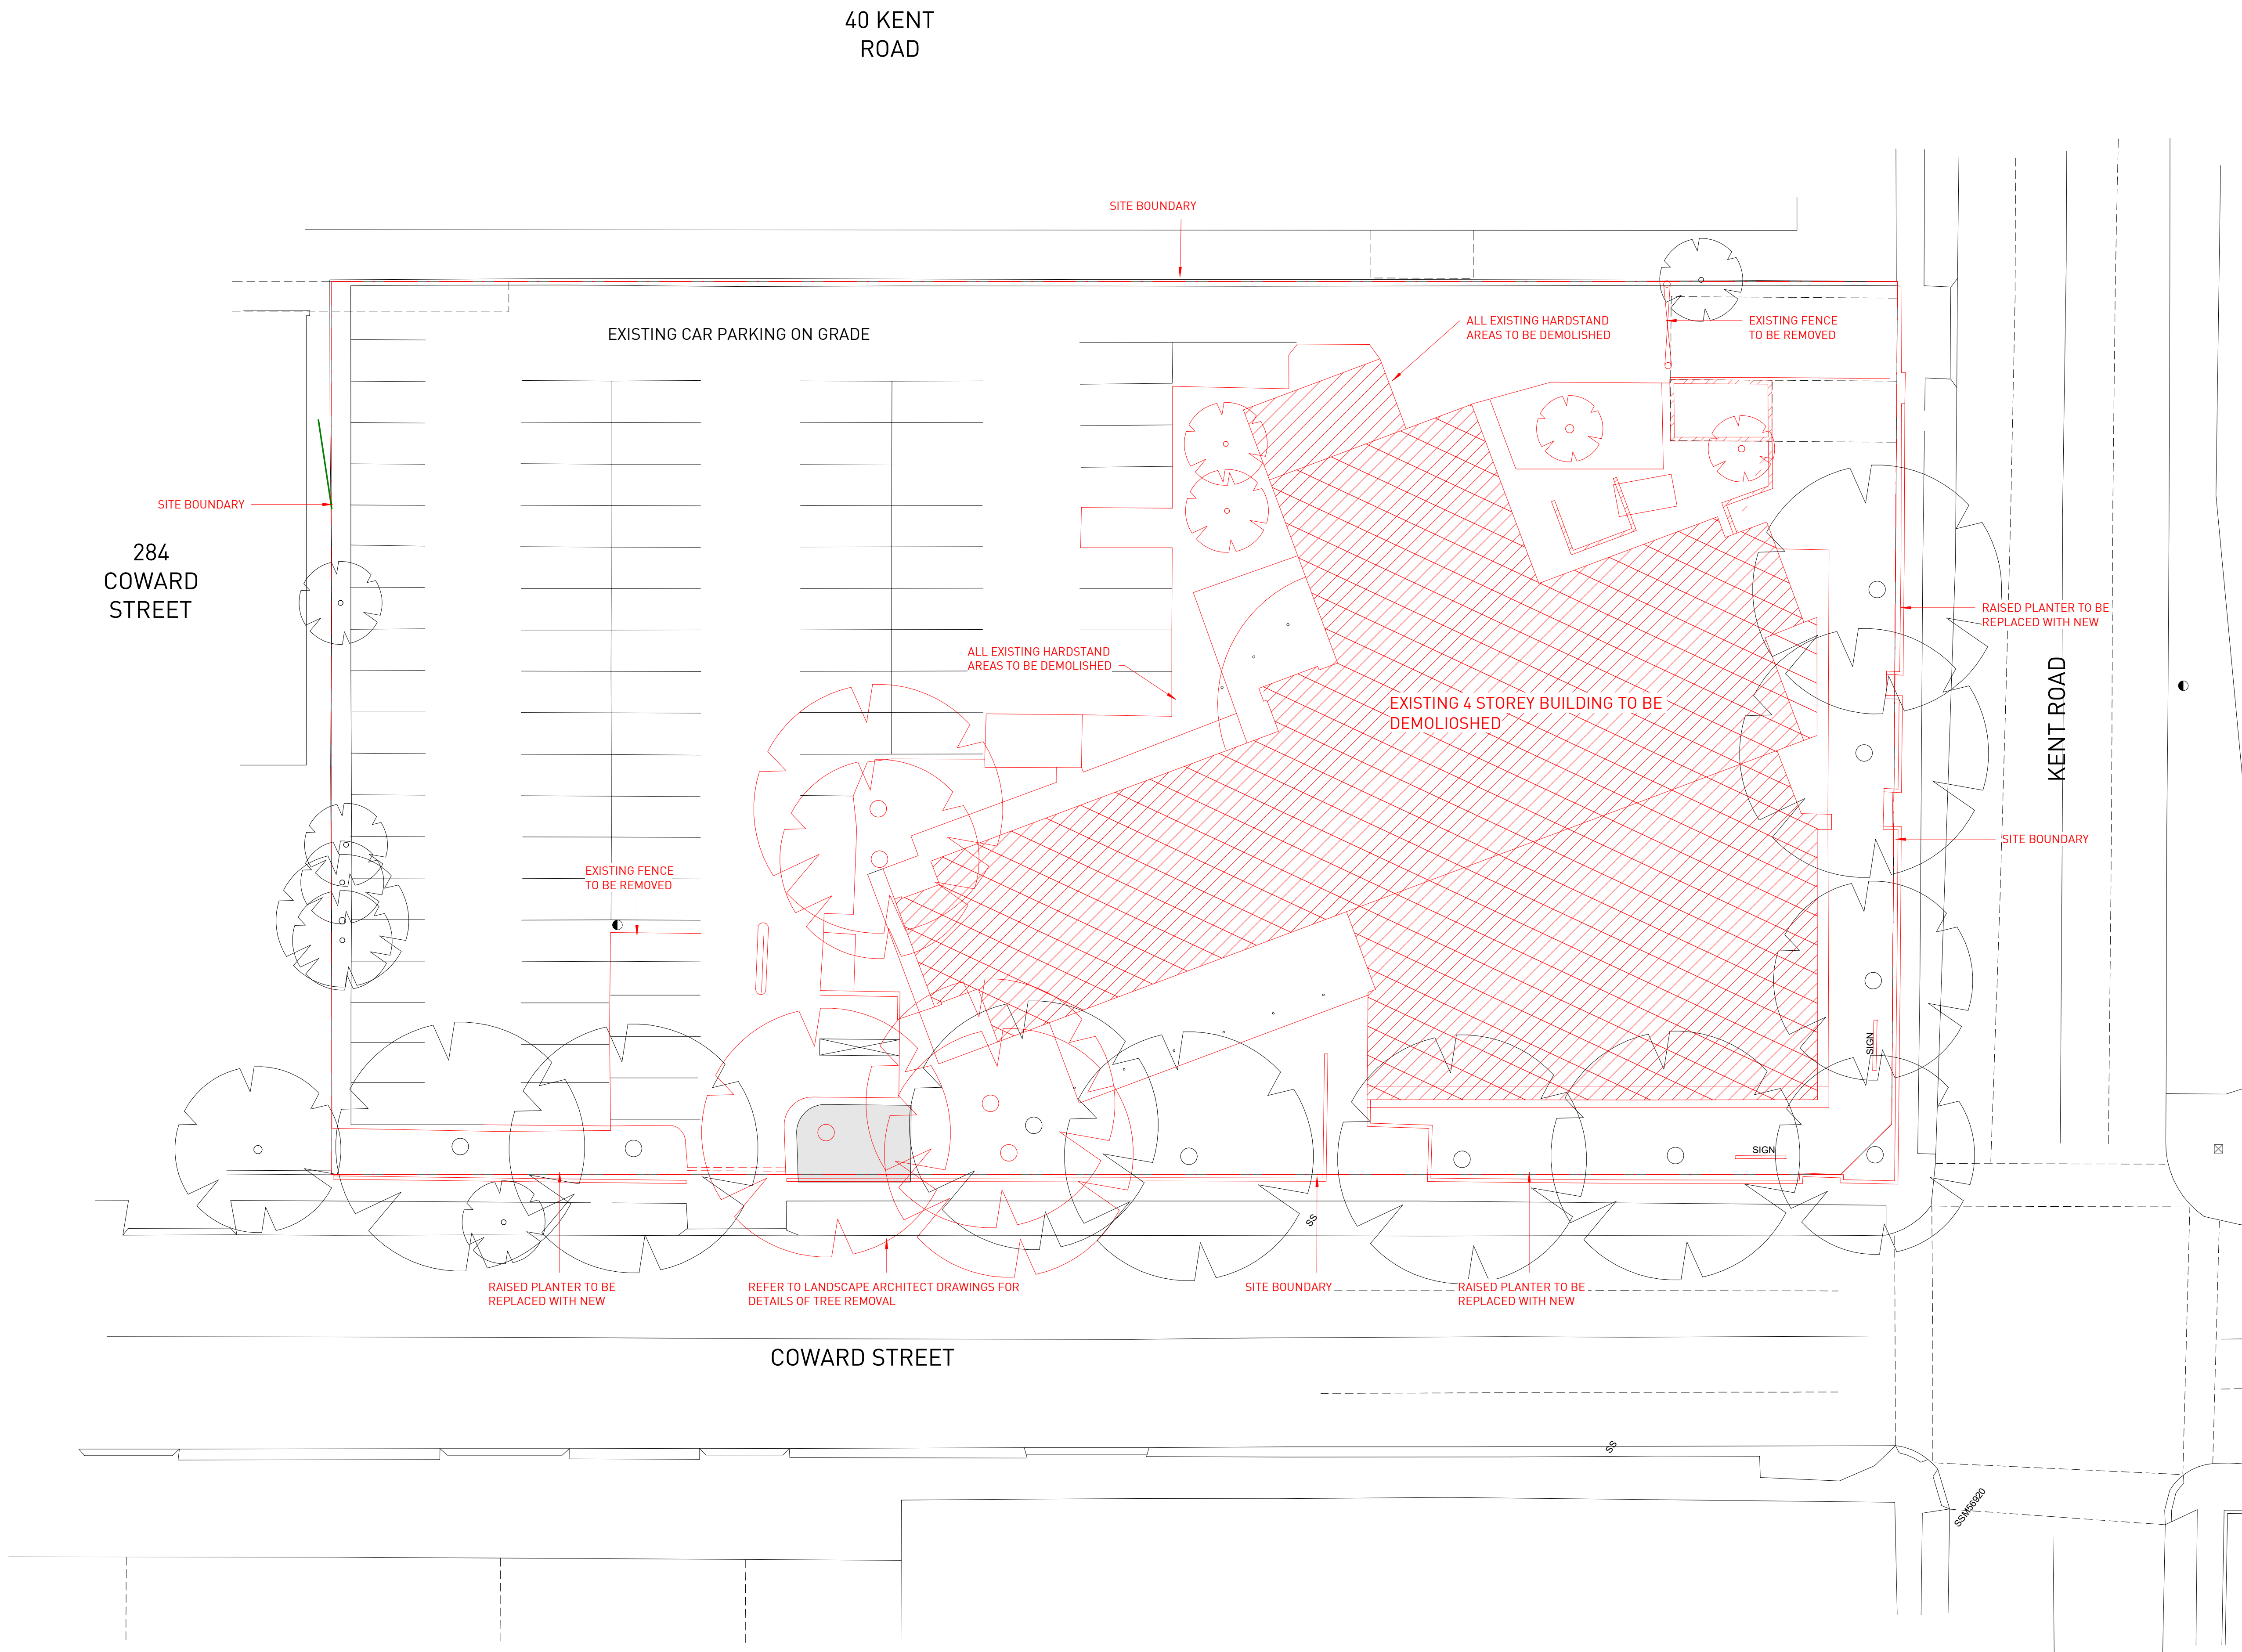 40 KENT
ROAD
SITE BOUNDARY
EXISTING CAR PARKING ON GRADE
ALL EXISTING HARDSTAND
AREAS TO BE DEMOLISHED
EXISTING FENCE
TO BE REMOVED
SITE BOUNDARY
284
COWARD
STREET
RAISED PLANTER TO BE
REPLACED WITH NEW
ALL EXISTING HARDSTAND
AREAS TO BE DEMOLISHED
EXISTING 4 STOREY BUILDING TO BE
DEMOLIOSHED
KENT ROAD
SITE BOUNDARY
EXISTING FENCE
TO BE REMOVED
SIGN
SIGN
SS
RAISED PLANTER TO BE
REPLACED WITH NEW
REFER TO LANDSCAPE ARCHITECT DRAWINGS FOR
DETAILS OF TREE REMOVAL
SITE BOUNDARY
RAISED PLANTER TO BE
REPLACED WITH NEW
COWARD STREET
SS
SSM56920